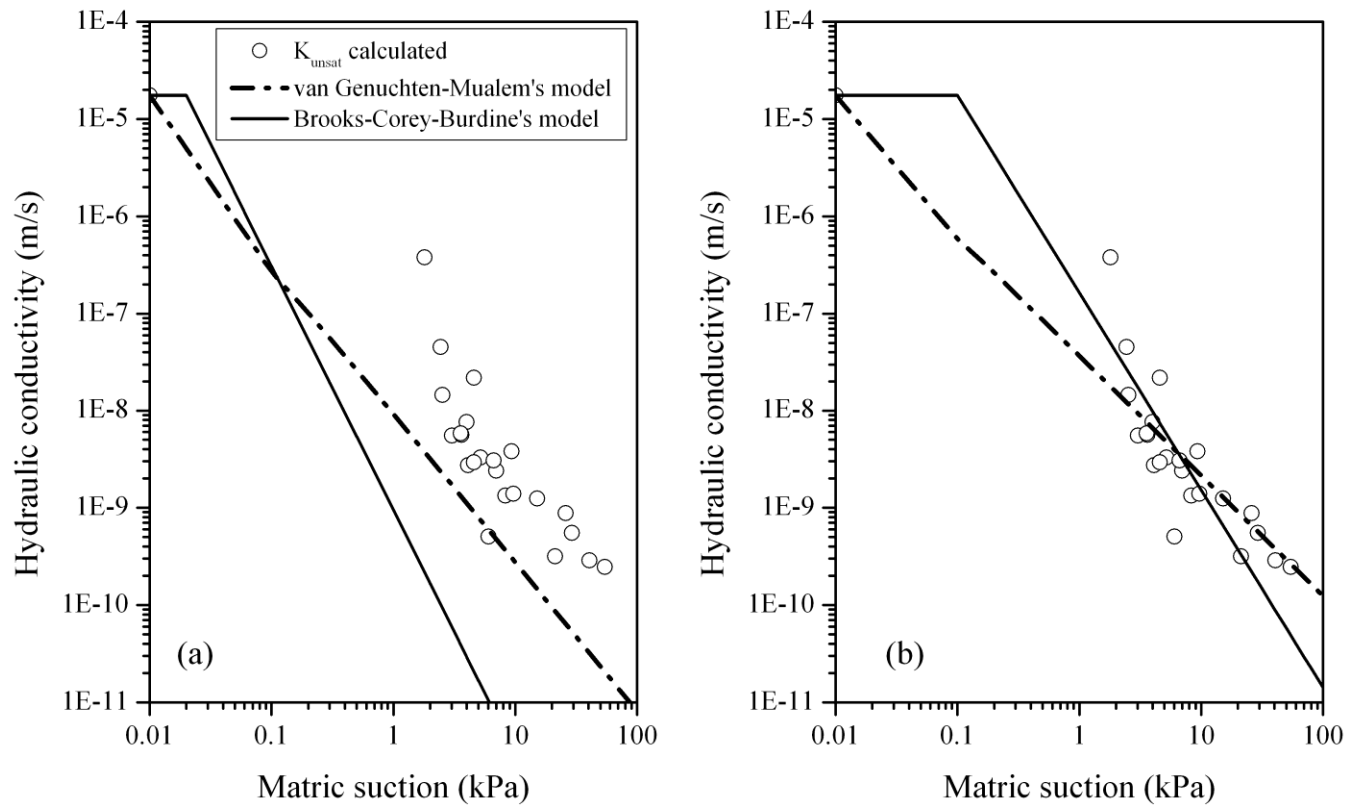 1E-4
1E-5
1E-6
1E-7
1E-8
1E-9
1E-10
1E-11
Hydraulic conductivity (m/s)
K_unsat calculated
van Genuchten-Mualem's model
Brooks-Corey-Burdine's model
(a)
0.01 0.1 1 10 100
Matric suction (kPa)
1E-4
1E-5
1E-6
1E-7
1E-8
1E-9
1E-10
1E-11
Hydraulic conductivity (m/s)
(b)
0.01 0.1 1 10 100
Matric suction (kPa)